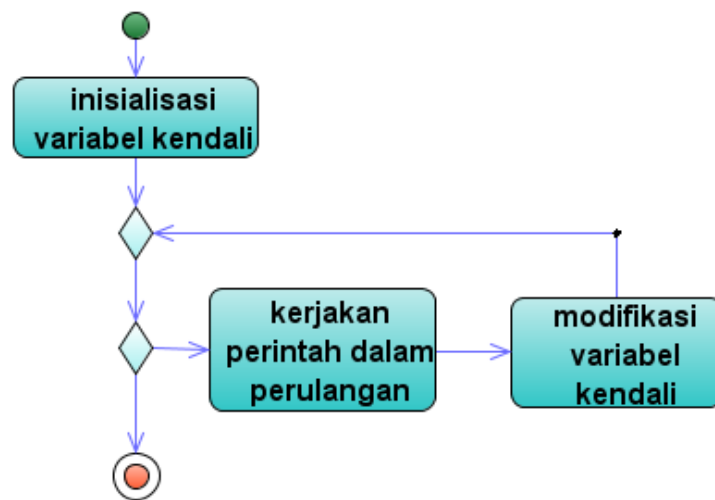 inisialisasi
variabel kendali
kerjakan
perintah dalam
perulangan
modifikasi
variabel
kendali